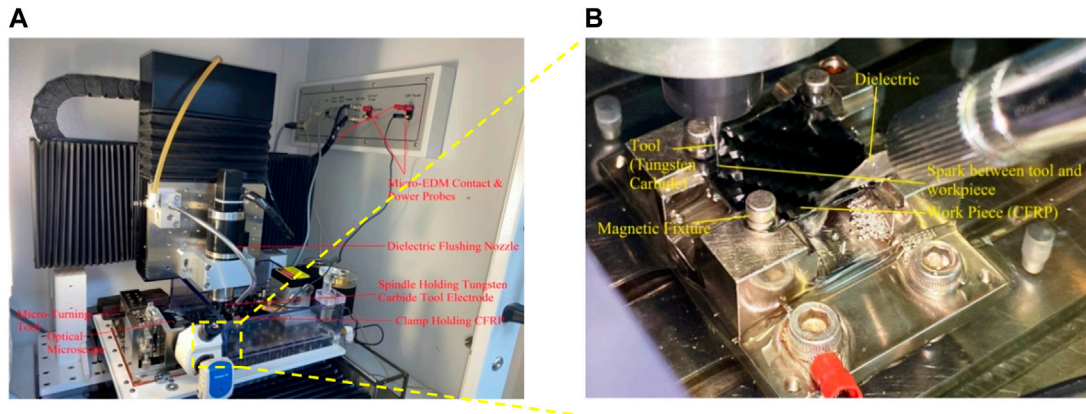 A
B
Micro-EDM Contact &
Power Probes
Dielectric Flushing Nozzle
Spindle Holding Tungsten
Carbide Tool Electrode
Clamp Holding CFRP
Micro-Turning
Tool
Optical
Microscope
Dielectric
Tool
(Tungsten
Carbide)
Spark between tool and
workpiece
Work Piece (CFRP)
Magnetic Fixture